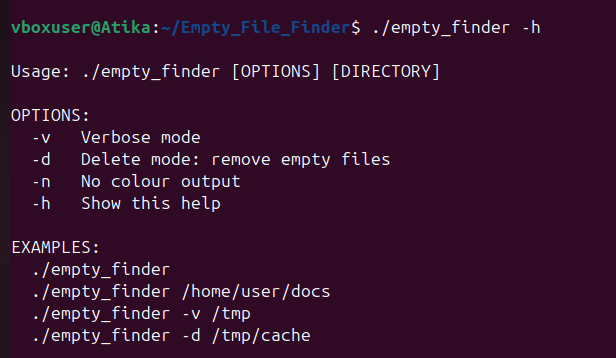 vboxuser@Atika:~/Empty_File_Finder$ ./empty_finder -h
Usage: ./empty_finder [OPTIONS] [DIRECTORY]
OPTIONS:
-v Verbose mode
-d Delete mode: remove empty files
-n No colour output
-h Show this help
EXAMPLES:
./empty_finder
./empty_finder /home/user/docs
./empty_finder -v /tmp
./empty_finder -d /tmp/cache